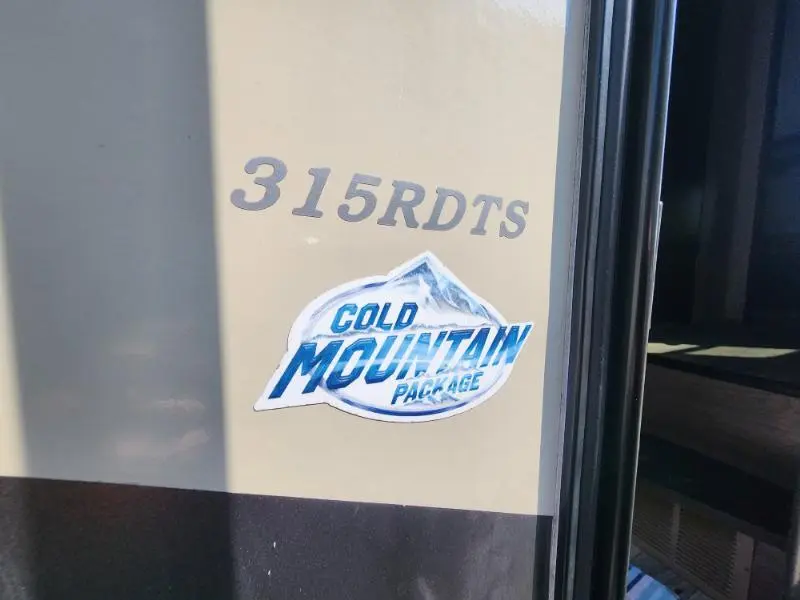 315RDTS
COLD
MOUNTAIN
PACKAGE